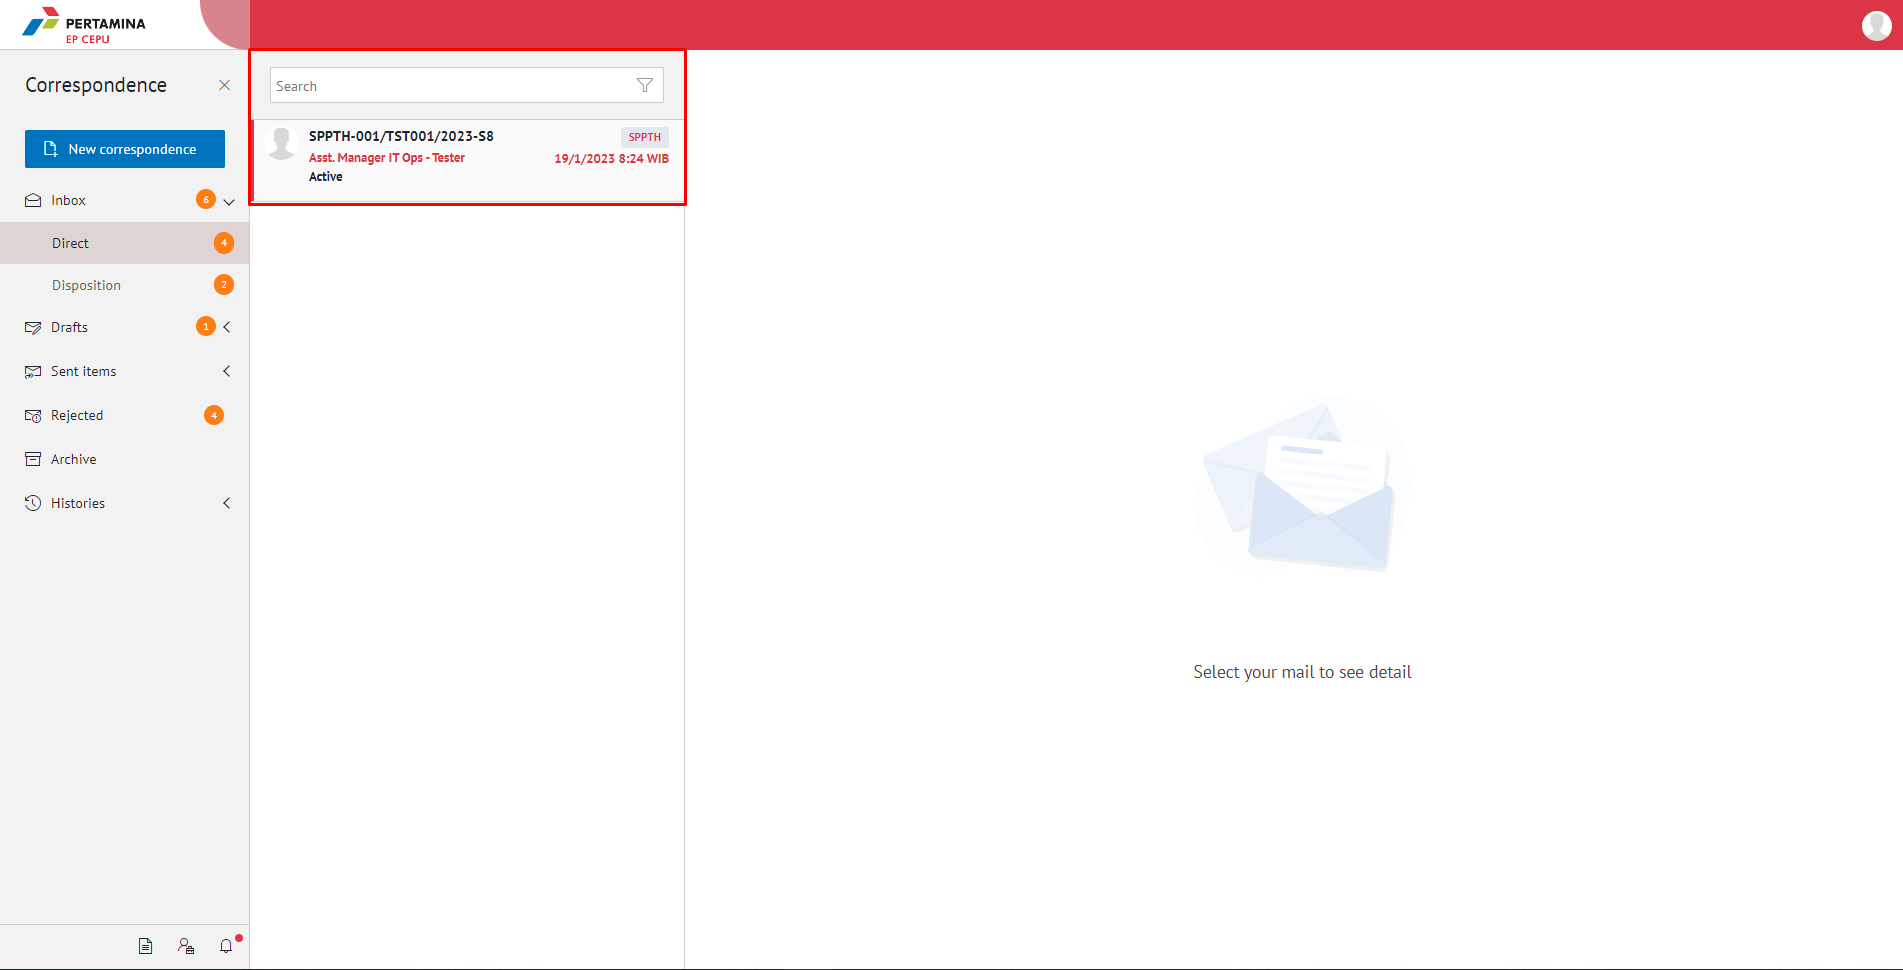 PERTAMINA
EP CEPU
Correspondence
New correspondence
Inbox 6
Direct 4
Disposition 2
Drafts 1
Sent items
Rejected 4
Archive
Histories
Search
SPPTH-001/TST001/2023-S8 SPPTH
Asst. Manager IT Ops - Tester 19/1/2023 8:24 WIB
Active
Select your mail to see detail